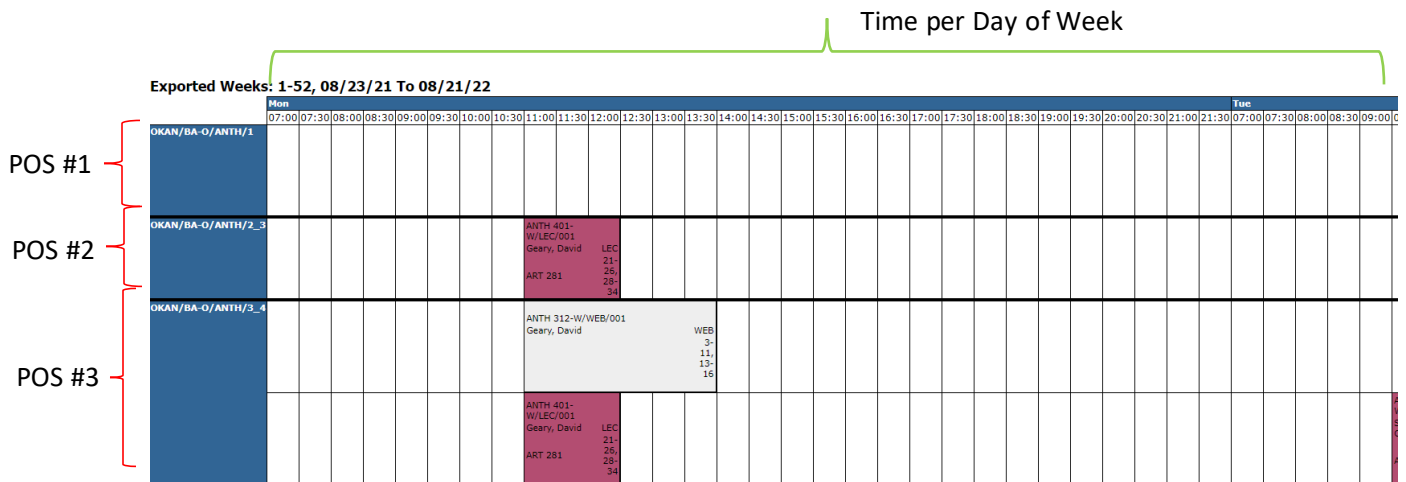 Time per Day of Week
Exported Weeks: 1-52, 08/23/21 To 08/21/22
Mon Tue
07:00 07:30 08:00 08:30 09:00 09:30 10:00 10:30 11:00 11:30 12:00 12:30 13:00 13:30 14:00 14:30 15:00 15:30 16:00 16:30 17:00 17:30 18:00 18:30 19:00 19:30 20:00 20:30 21:00 21:30 07:00 07:30 08:00 08:30 09:00
OKAN/BA-O/ANTH/1
POS #1
OKAN/BA-O/ANTH/2_3
POS #2
ANTH 401-
W/LEC/001
Geary, David LEC
21-
ART 281 26,
28-
34
OKAN/BA-O/ANTH/3_4
POS #3
ANTH 312-W/WEB/001
Geary, David WEB
3-
11,
13-
16
ANTH 401-
W/LEC/001
Geary, David LEC
21-
ART 281 26,
28-
34